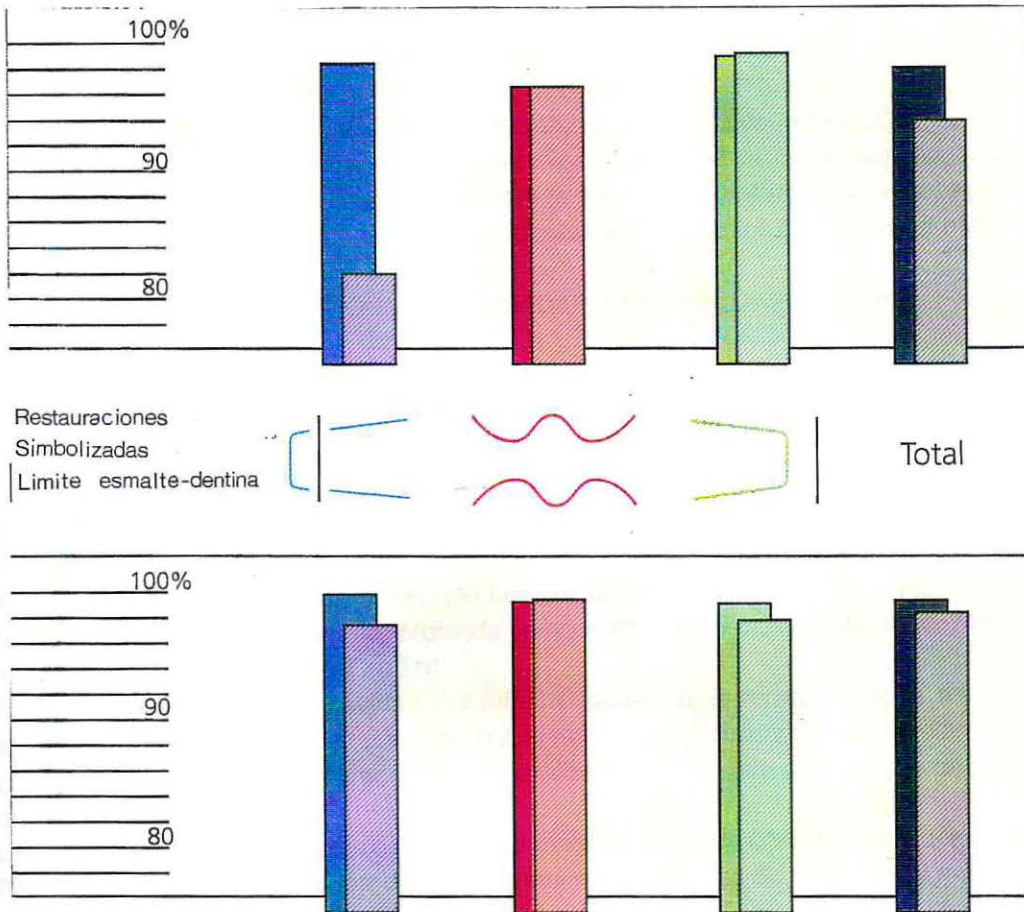 100%
90
80
Restauraciones
Simbolizadas
Limite esmalte-dentina
Total
100%
90
80